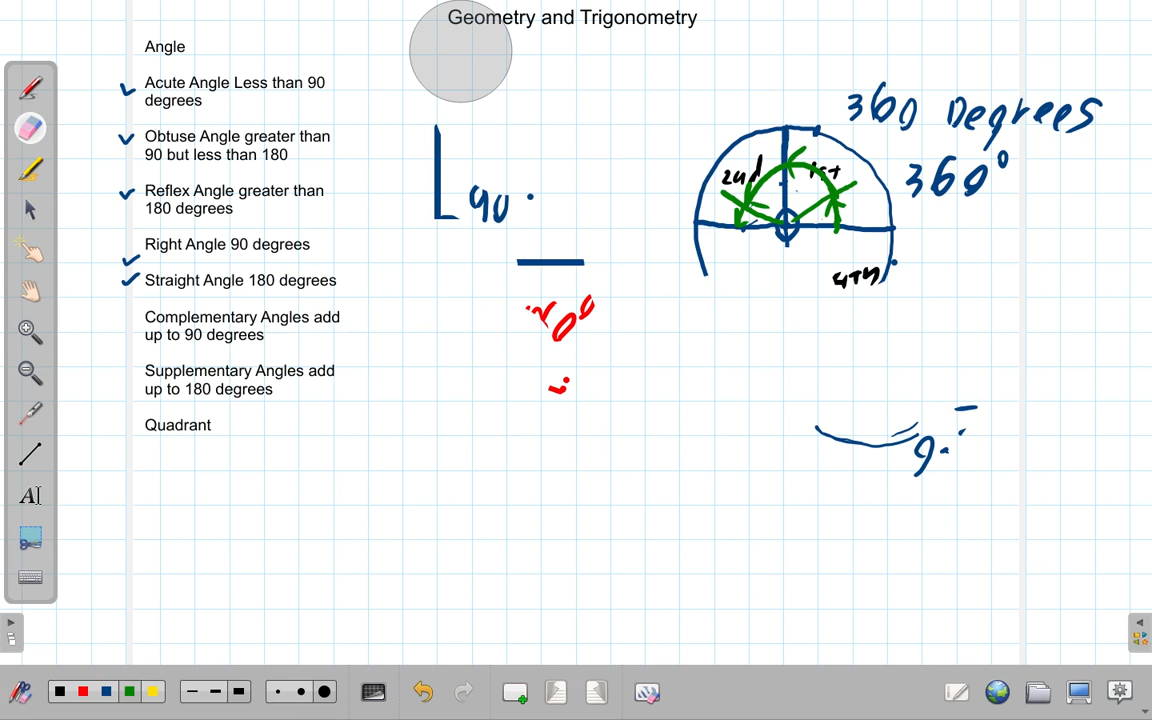 Geometry and Trigonometry
Angle
Acute Angle Less than 90
degrees
Obtuse Angle greater than
90 but less than 180
Reflex Angle greater than
180 degrees
Right Angle 90 degrees
Straight Angle 180 degrees
Complementary Angles add
up to 90 degrees
Supplementary Angles add
up to 180 degrees
Quadrant
90
360 Degrees
360°
2nd
1st
4TH